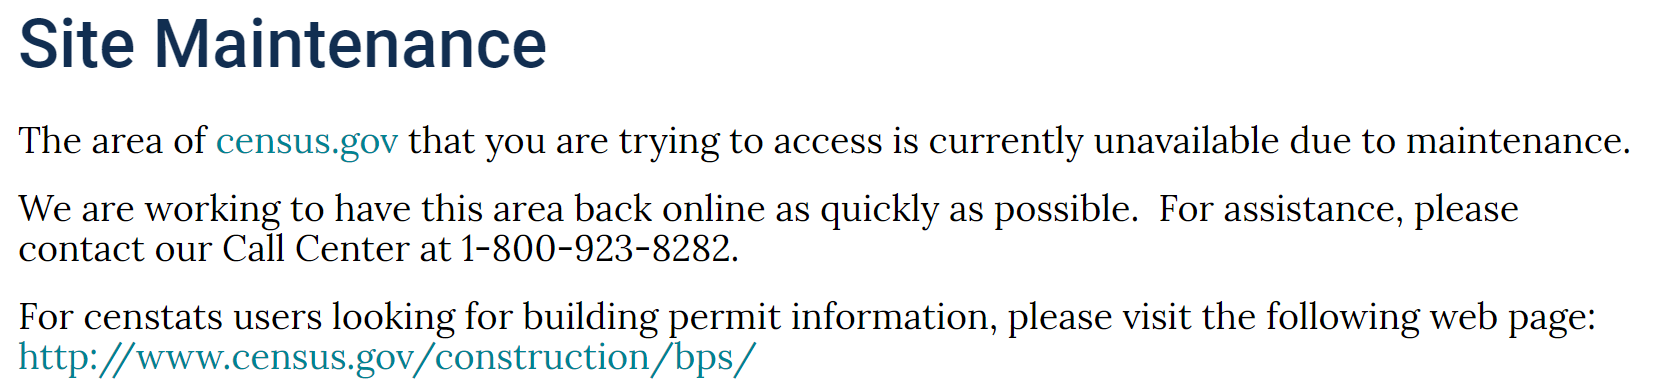 Site Maintenance
The area of census.gov that you are trying to access is currently unavailable due to maintenance.
We are working to have this area back online as quickly as possible.  For assistance, please
contact our Call Center at 1-800-923-8282.
For censtats users looking for building permit information, please visit the following web page:
http://www.census.gov/construction/bps/